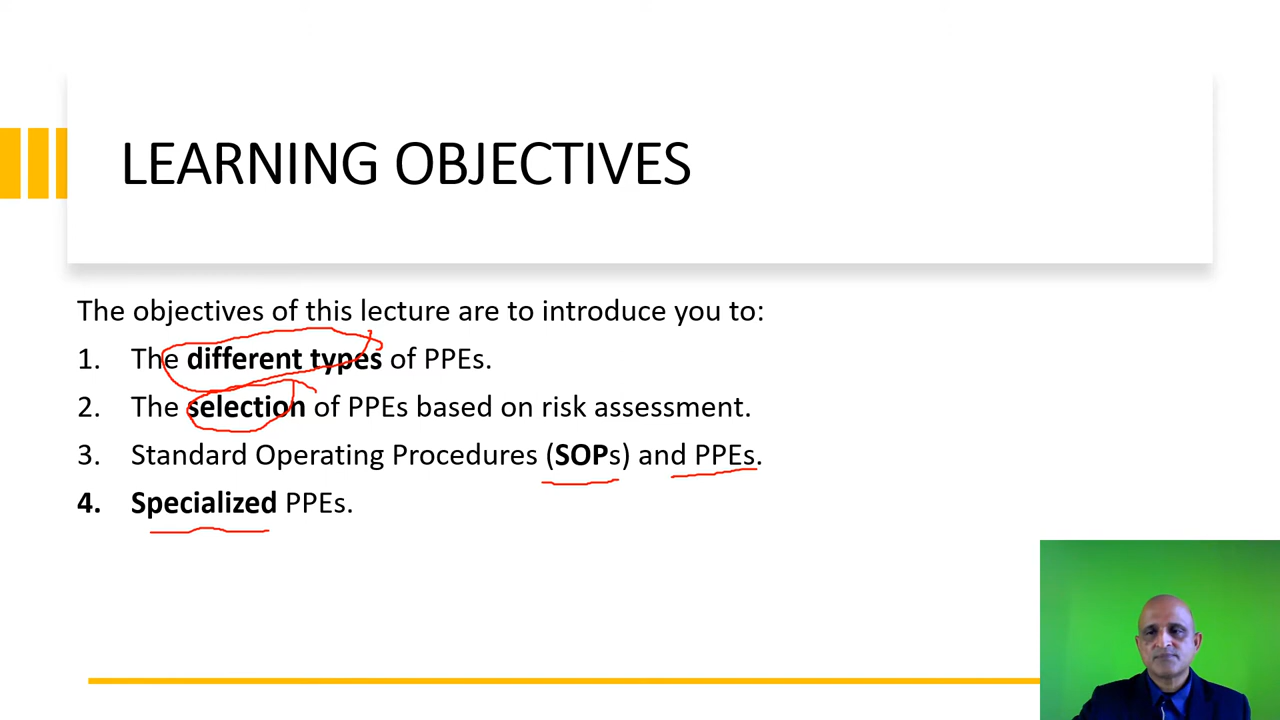 LEARNING OBJECTIVES
The objectives of this lecture are to introduce you to:
1. The different types of PPEs.
2. The selection of PPEs based on risk assessment.
3. Standard Operating Procedures (SOPs) and PPEs.
4. Specialized PPEs.